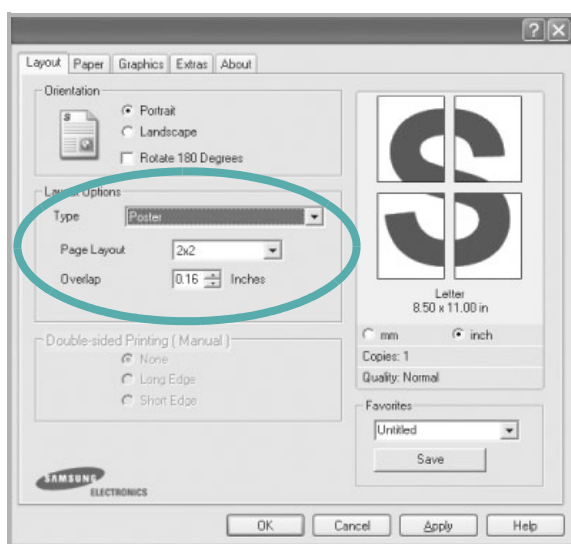 Layout Paper Graphics Extras About
Orientation
Portrait
Landscape
Rotate 180 Degrees
Layout Options
Type Poster
Page Layout 2x2
Overlap 0.16 Inches
Double-sided Printing ( Manual )
None
Long Edge
Short Edge
S
Letter
8.50 x 11.00 in
mm inch
Copies: 1
Quality: Normal
Favorites
Untitled
Save
SAMSUNG
ELECTRONICS
OK Cancel Apply Help